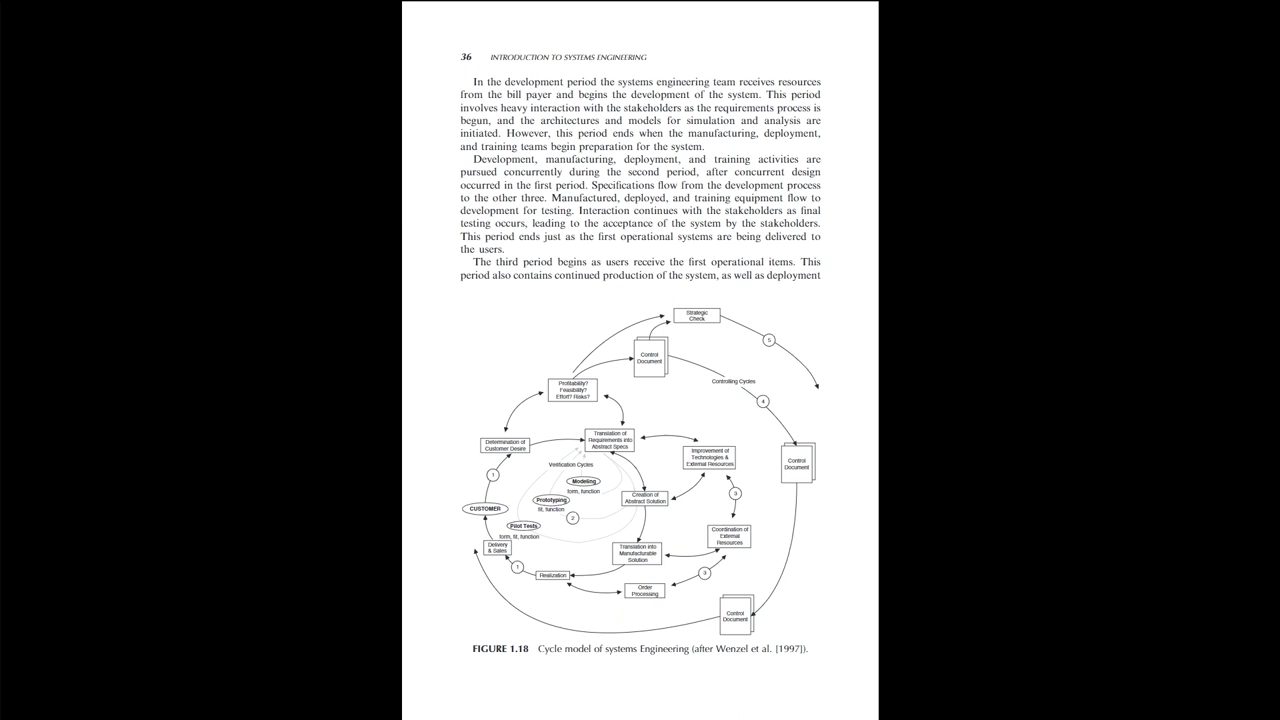 36 INTRODUCTION TO SYSTEMS ENGINEERING
In the development period the systems engineering team receives resources
from the bill payer and begins the development of the system. This period
involves heavy interaction with the stakeholders as the requirements process is
begun, and the architectures and models for simulation and analysis are
initiated. However, this period ends when the manufacturing, deployment,
and training teams begin preparation for the system.
Development, manufacturing, deployment, and training activities are
pursued concurrently during the second period, after concurrent design
occurred in the first period. Specifications flow from the development process
to the other three. Manufactured, deployed, and training equipment flow to
development for testing. Interaction continues with the stakeholders as final
testing occurs, leading to the acceptance of the system by the stakeholders.
This period ends just as the first operational systems are being delivered to
the users.
The third period begins as users receive the first operational items. This
period also contains continued production of the system, as well as deployment
Strategic
Check
5
Control
Document
Controlling Cycles
4
Profitability?
Feasibility?
Effort? Risks?
Determination of
Customer Desire
Translation of
Requirements into
Abstract Specs
Improvement of
Technologies &
External Resources
Control
Document
Verification Cycles
1
Modeling
form, function
Prototyping
fit, function
Creation of
Abstract Solution
3
CUSTOMER
2
Pilot Tests
form, fit, function
Coordination of
External
Resources
Delivery
& Sales
Translation into
Manufacturable
Solution
1
Realization
3
Order
Processing
Control
Document
FIGURE 1.18 Cycle model of systems Engineering (after Wenzel et al. [1997]).